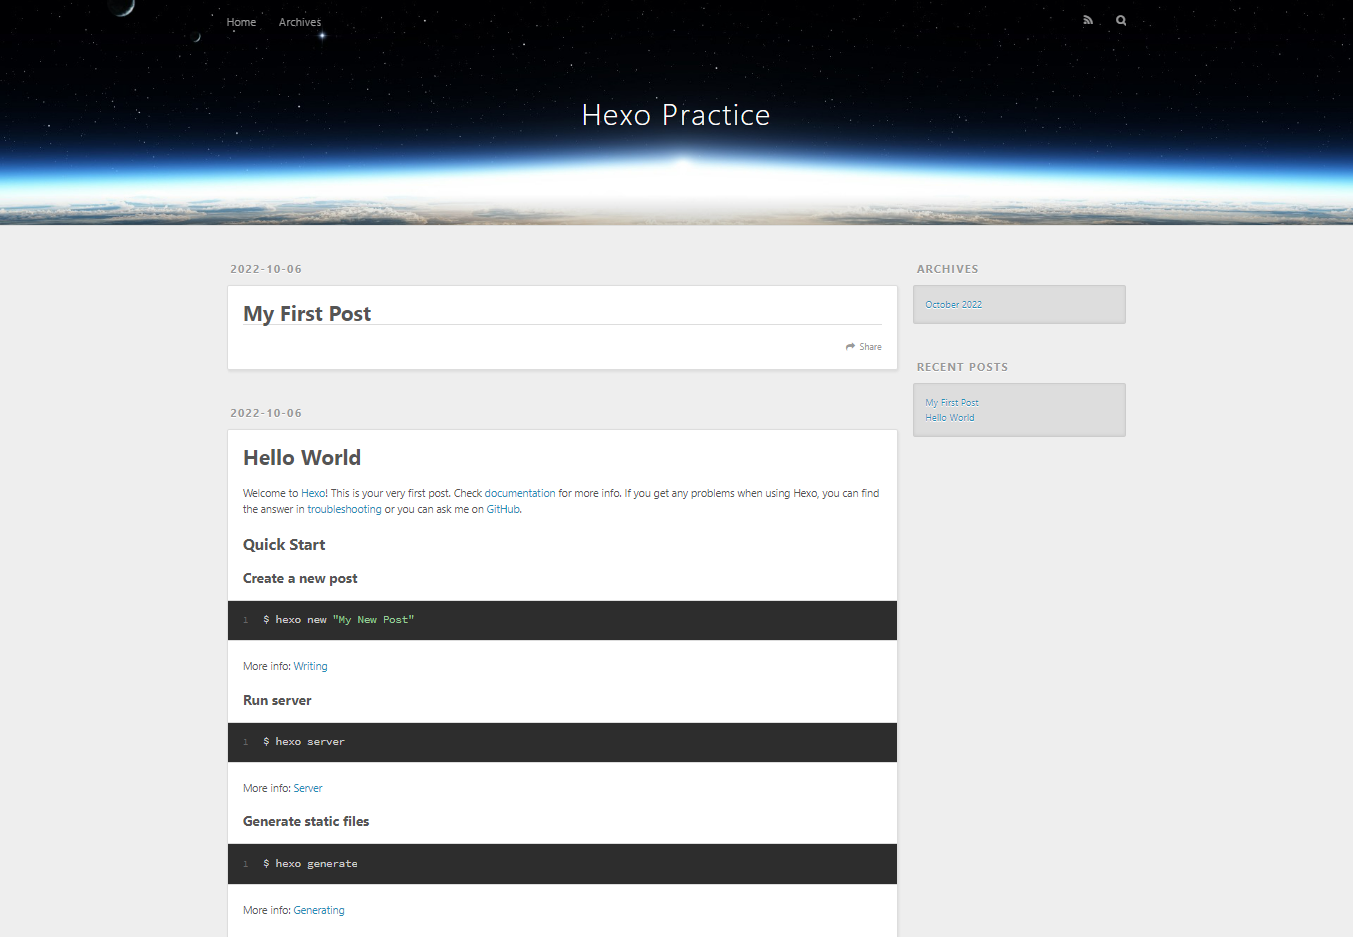 Home Archives
Hexo Practice
2022-10-06
My First Post
Share
2022-10-06
Hello World
Welcome to Hexo! This is your very first post. Check documentation for more info. If you get any problems when using Hexo, you can find
the answer in troubleshooting or you can ask me on GitHub.
Quick Start
Create a new post
1 $ hexo new "My New Post"
More info: Writing
Run server
1 $ hexo server
More info: Server
Generate static files
1 $ hexo generate
More info: Generating
ARCHIVES
October 2022
RECENT POSTS
My First Post
Hello World